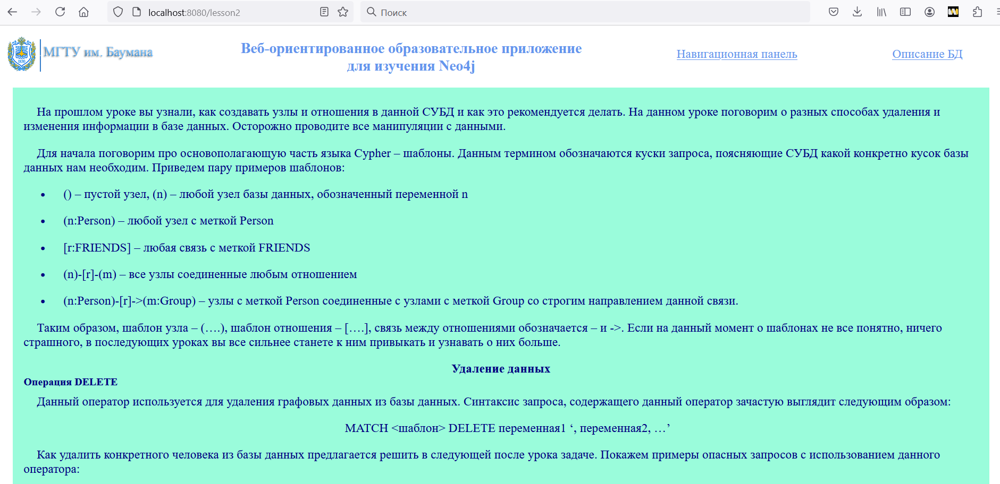 localhost:8080/lesson2
Поиск
1830
МГТУ им. Баумана
Веб-ориентированное образовательное приложение
для изучения Neo4j
Навигационная панель
Описание БД
На прошлом уроке вы узнали, как создавать узлы и отношения в данной СУБД и как это рекомендуется делать. На данном уроке поговорим о разных способах удаления и
изменения информации в базе данных. Осторожно проводите все манипуляции с данными.
Для начала поговорим про основополагающую часть языка Cypher – шаблоны. Данным термином обозначаются куски запроса, поясняющие СУБД какой конкретно кусок базы
данных нам необходим. Приведем пару примеров шаблонов:
• () – пустой узел, (n) – любой узел базы данных, обозначенный переменной n
• (n:Person) – любой узел с меткой Person
• [r:FRIENDS] – любая связь с меткой FRIENDS
• (n)-[r]-(m) – все узлы соединенные любым отношением
• (n:Person)-[r]->(m:Group) – узлы с меткой Person соединенные с узлами с меткой Group со строгим направлением данной связи.
Таким образом, шаблон узла – (….), шаблон отношения – [….], связь между отношениями обозначается – и ->. Если на данный момент о шаблонах не все понятно, ничего
страшного, в последующих уроках вы все сильнее станете к ним привыкать и узнавать о них больше.
Удаление данных
Операция DELETE
Данный оператор используется для удаления графовых данных из базы данных. Синтаксис запроса, содержащего данный оператор зачастую выглядит следующим образом:
MATCH <шаблон> DELETE переменная1 ‘, переменная2, …’
Как удалить конкретного человека из базы данных предлагается решить в следующей после урока задаче. Покажем примеры опасных запросов с использованием данного
оператора: